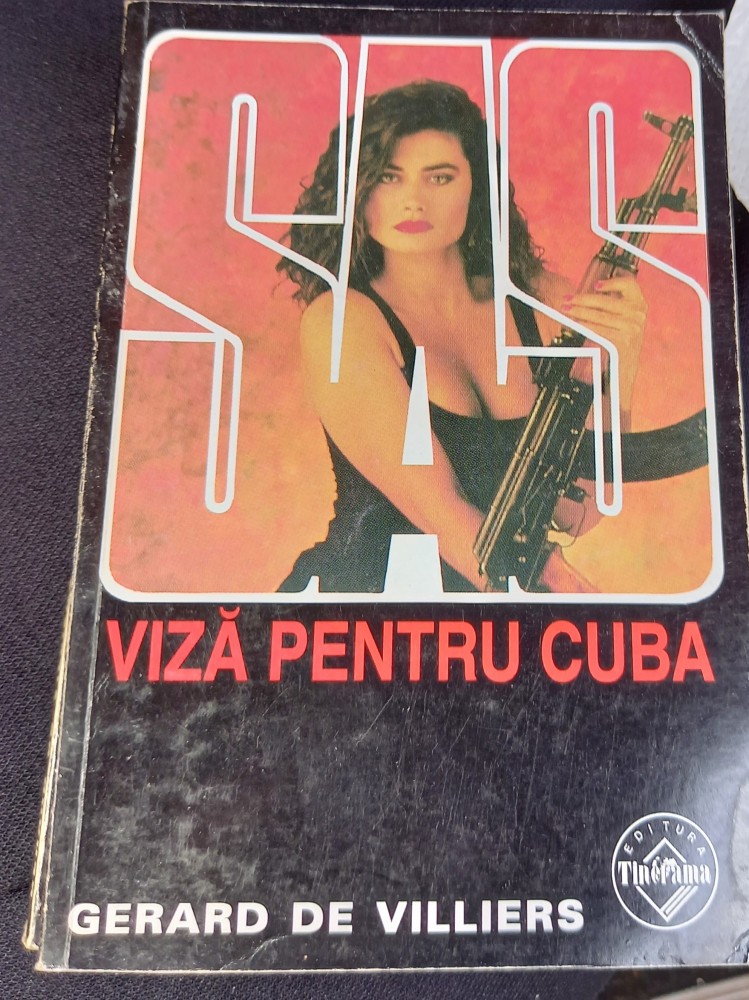 SAS
VIZĂ PENTRU CUBA
EDITURA
Tinerama
GERARD DE VILLIERS